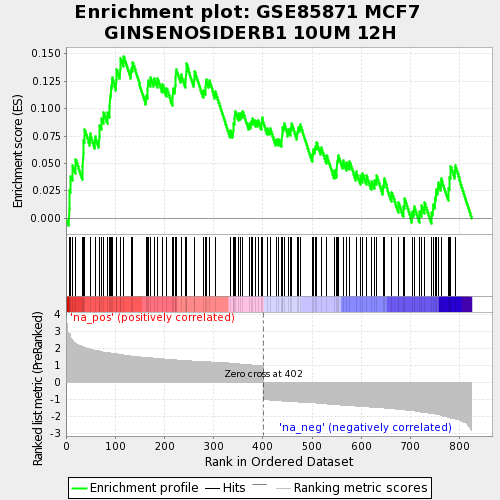 Enrichment plot: GSE85871 MCF7
GINSENOSIDERB1 10UM 12H
Enrichment score (ES)
0.150
0.125
0.100
0.075
0.050
0.025
0.000
Ranked list metric (PreRanked)
4
3
2
1
0
-1
-2
-3
'na_pos' (positively correlated)
Zero cross at 402
'na_neg' (negatively correlated)
0
100
200
300
400
500
600
700
800
Rank in Ordered Dataset
Enrichment profile
Hits
Ranking metric scores